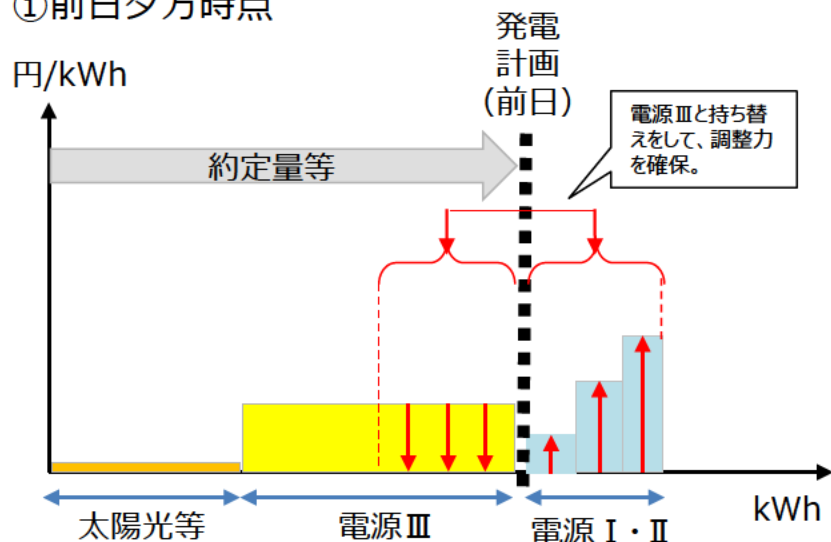 ①前日夕方時点
円/kWh
発電
計画
(前日)
電源Ⅲと持ち替
えをして、調整力
を確保。
約定量等
太陽光等
電源Ⅲ
電源Ⅰ・Ⅱ
kWh